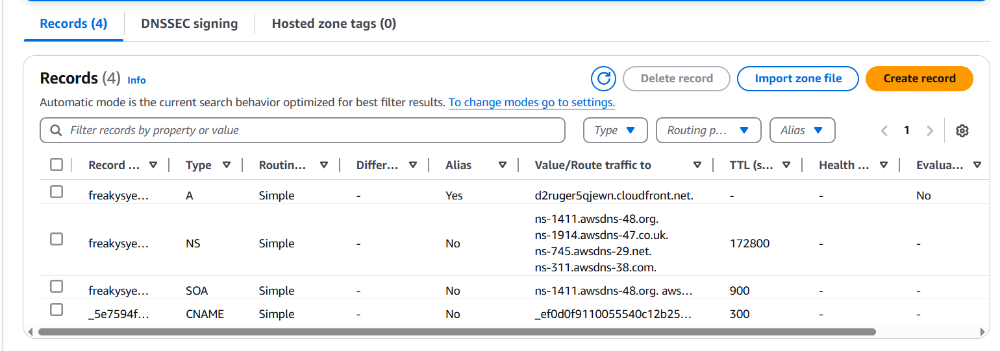 Records (4) DNSSEC signing Hosted zone tags (0)
Records (4) Info Delete record Import zone file Create record
Automatic mode is the current search behavior optimized for best filter results. To change modes go to settings.
Filter records by property or value Type Routing p... Alias 1
Record ... Type Routin... Differ... Alias Value/Route traffic to TTL (s... Health ... Evalua...
freakysye... A Simple - Yes d2ruger5qjewn.cloudfront.net. - - No
ns-1411.awsdns-48.org.
ns-1914.awsdns-47.co.uk.
freakysye... NS Simple - No 172800 - -
ns-745.awsdns-29.net.
ns-311.awsdns-38.com.
freakysye... SOA Simple - No ns-1411.awsdns-48.org. aws... 900 - -
_5e7594f... CNAME Simple - No _ef0d0f9110055540c12b25... 300 - -